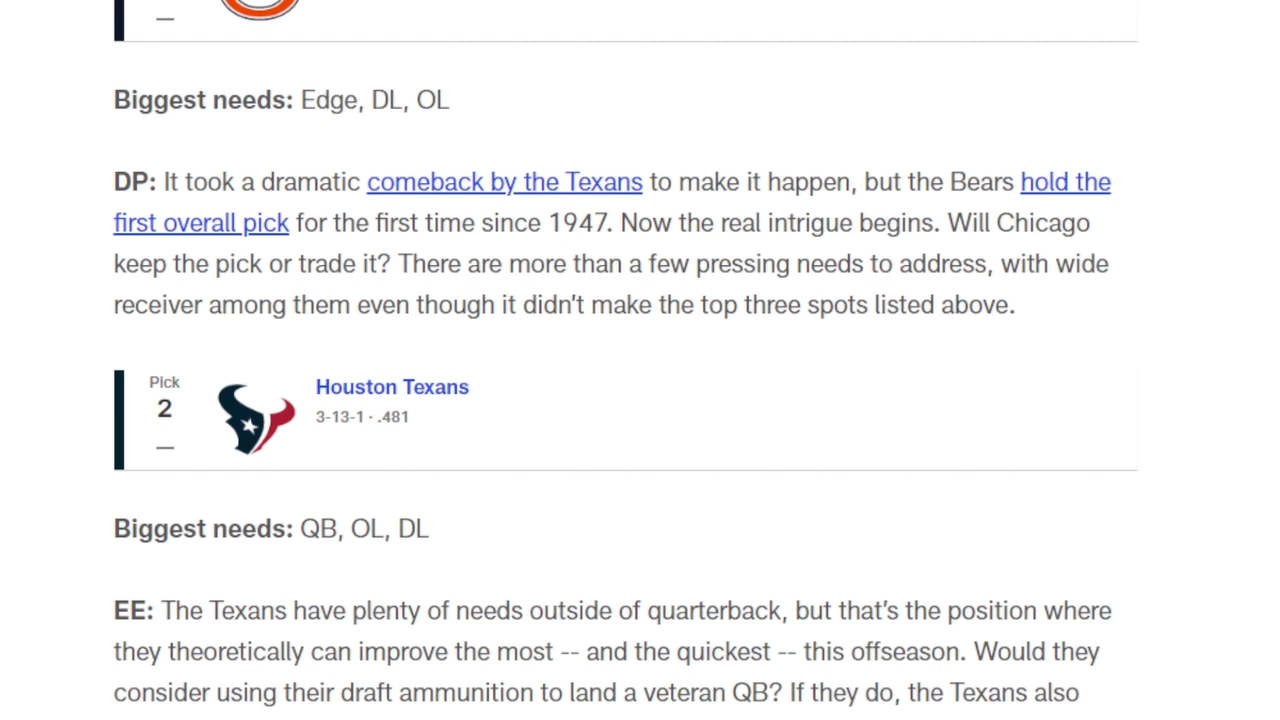 —
Biggest needs: Edge, DL, OL
DP: It took a dramatic comeback by the Texans to make it happen, but the Bears hold the
first overall pick for the first time since 1947. Now the real intrigue begins. Will Chicago
keep the pick or trade it? There are more than a few pressing needs to address, with wide
receiver among them even though it didn’t make the top three spots listed above.
Pick
2
—
Houston Texans
3-13-1 · .481
Biggest needs: QB, OL, DL
EE: The Texans have plenty of needs outside of quarterback, but that’s the position where
they theoretically can improve the most -- and the quickest -- this offseason. Would they
consider using their draft ammunition to land a veteran QB? If they do, the Texans also